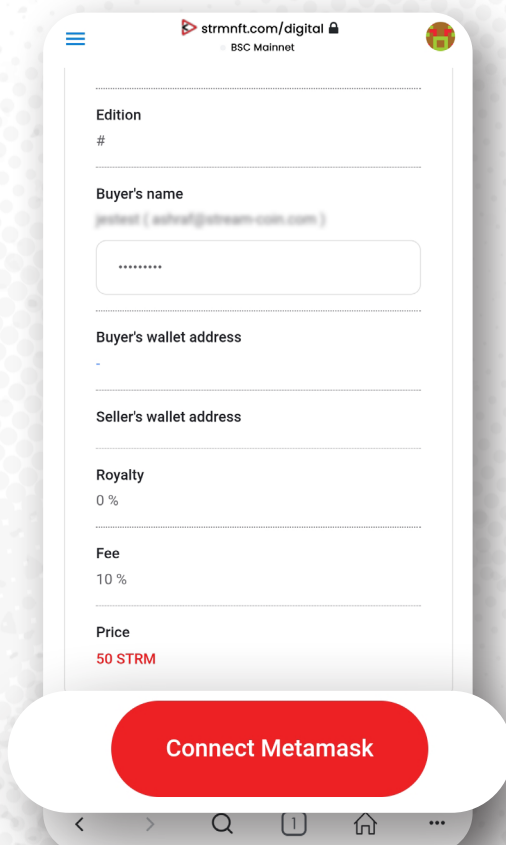 strmnft.com/digital
BSC Mainnet
Edition
#
Buyer's name
•••••••••
Buyer's wallet address
-
Seller's wallet address
Royalty
0 %
Fee
10 %
Price
50 STRM
Connect Metamask
1